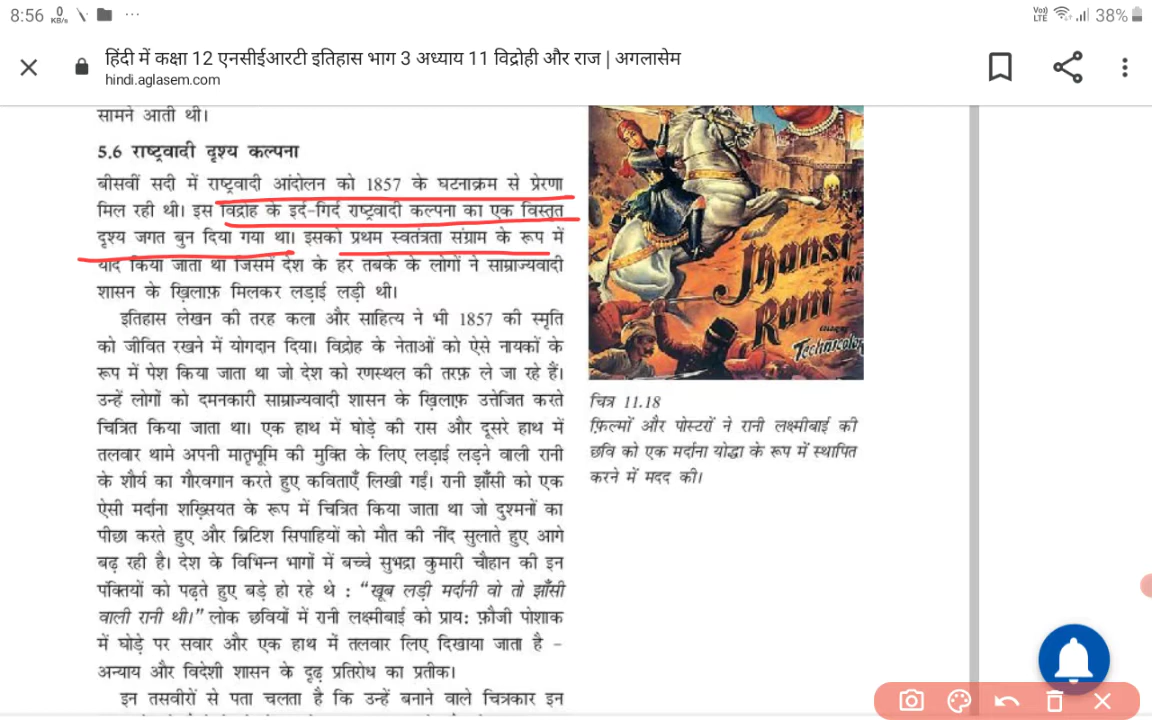 8:56 0 KB/s ... Vo) LTE 38%
हिंदी में कक्षा 12 एनसीईआरटी इतिहास भाग 3 अध्याय 11 विद्रोही और राज | अगलासेम
hindi.aglasem.com
सामने आती थी।
5.6 राष्ट्रवादी दृश्य कल्पना
बीसवीं सदी में राष्ट्रवादी आंदोलन को 1857 के घटनाक्रम से प्रेरणा
मिल रही थी। इस विद्रोह के इर्द-गिर्द राष्ट्रवादी कल्पना का एक विस्तृत
दृश्य जगत बुन दिया गया था। इसको प्रथम स्वतंत्रता संग्राम के रूप में
याद किया जाता था जिसमें देश के हर तबके के लोगों ने साम्राज्यवादी
शासन के ख़िलाफ़ मिलकर लड़ाई लड़ी थी।
इतिहास लेखन की तरह कला और साहित्य ने भी 1857 की स्मृति
को जीवित रखने में योगदान दिया। विद्रोह के नेताओं को ऐसे नायकों के
रूप में पेश किया जाता था जो देश को रणस्थल की तरफ़ ले जा रहे हैं।
उन्हें लोगों को दमनकारी साम्राज्यवादी शासन के ख़िलाफ़ उत्तेजित करते
चित्रित किया जाता था। एक हाथ में घोड़े की रास और दूसरे हाथ में
तलवार थामे अपनी मातृभूमि की मुक्ति के लिए लड़ाई लड़ने वाली रानी
के शौर्य का गौरवगान करते हुए कविताएँ लिखी गईं। रानी झाँसी को एक
ऐसी मर्दाना शख़्सियत के रूप में चित्रित किया जाता था जो दुश्मनों का
पीछा करते हुए और ब्रिटिश सिपाहियों को मौत की नींद सुलाते हुए आगे
बढ़ रही है। देश के विभिन्न भागों में बच्चे सुभद्रा कुमारी चौहान की इन
पंक्तियों को पढ़ते हुए बड़े हो रहे थे : “खूब लड़ी मर्दानी वो तो झाँसी
वाली रानी थी।” लोक छवियों में रानी लक्ष्मीबाई को प्राय: फ़ौजी पोशाक
में घोड़े पर सवार और एक हाथ में तलवार लिए दिखाया जाता है –
अन्याय और विदेशी शासन के दृढ़ प्रतिरोध का प्रतीक।
इन तसवीरों से पता चलता है कि उन्हें बनाने वाले चित्रकार इन
Jhansi
Ki
Rani
Technicolor
चित्र 11.18
फ़िल्मों और पोस्टरों ने रानी लक्ष्मीबाई की
छवि को एक मर्दाना योद्धा के रूप में स्थापित
करने में मदद की।